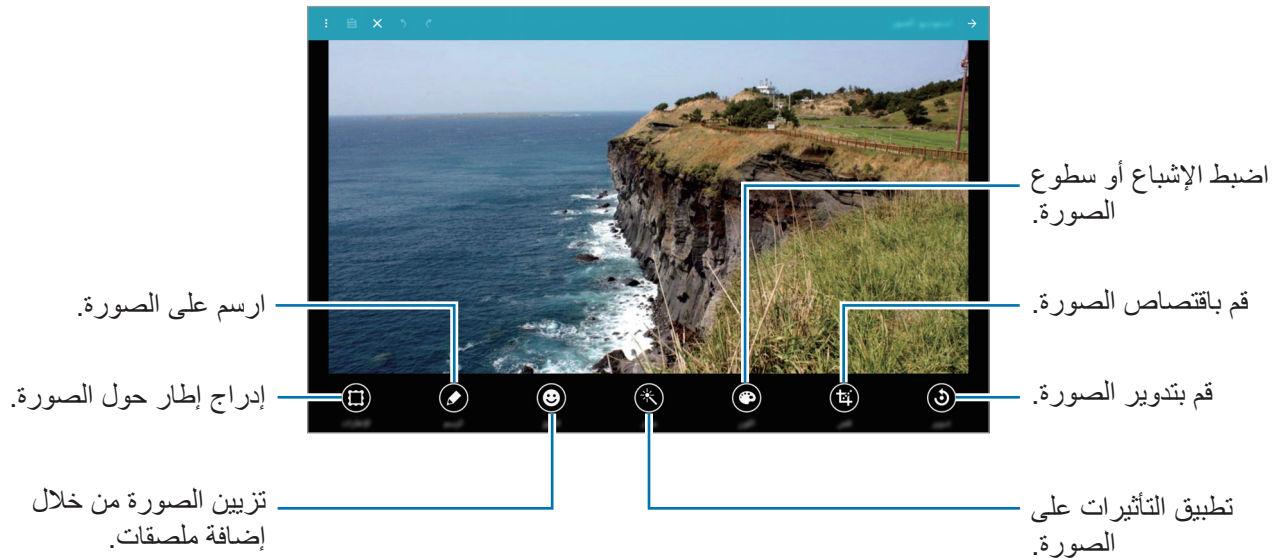 اضبط الإشباع أو سطوع
الصورة.
قم باقتصاص الصورة.
قم بتدوير الصورة.
تطبيق التأثيرات على
الصورة.
ارسم على الصورة.
إدراج إطار حول الصورة.
تزيين الصورة من خلال
إضافة ملصقات.